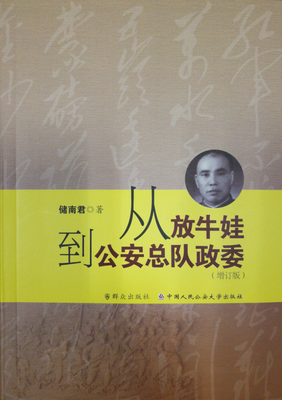 储南君◎著
从放牛娃
到公安总队政委
（增订版）
群众出版社 中国人民公安大学出版社